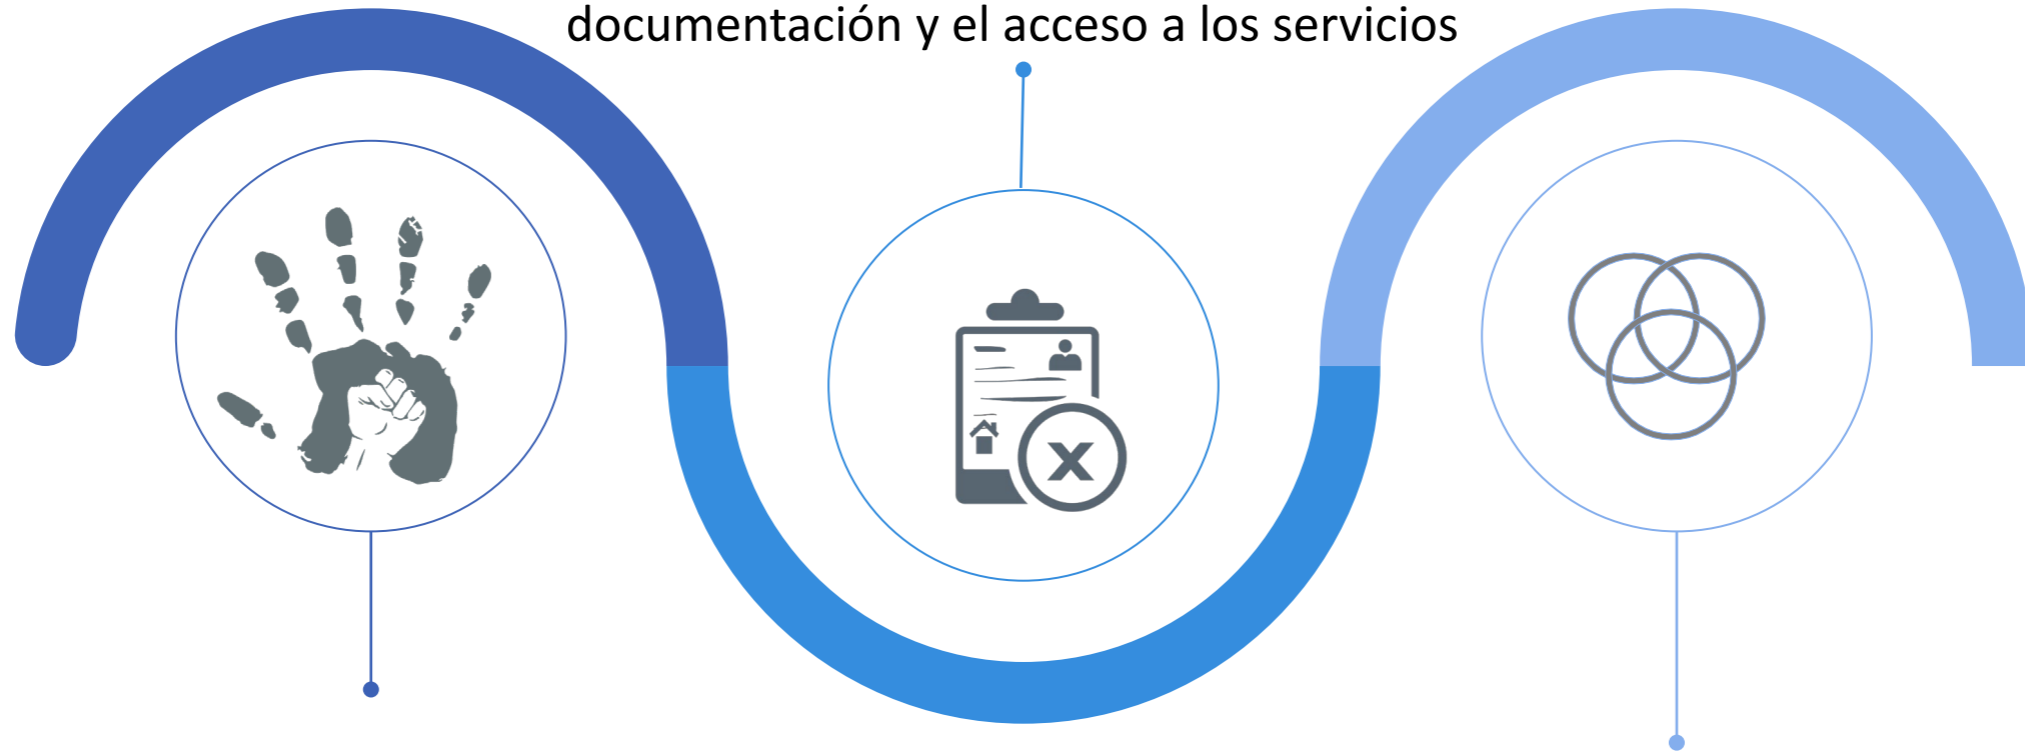 documentación y el acceso a los servicios
x